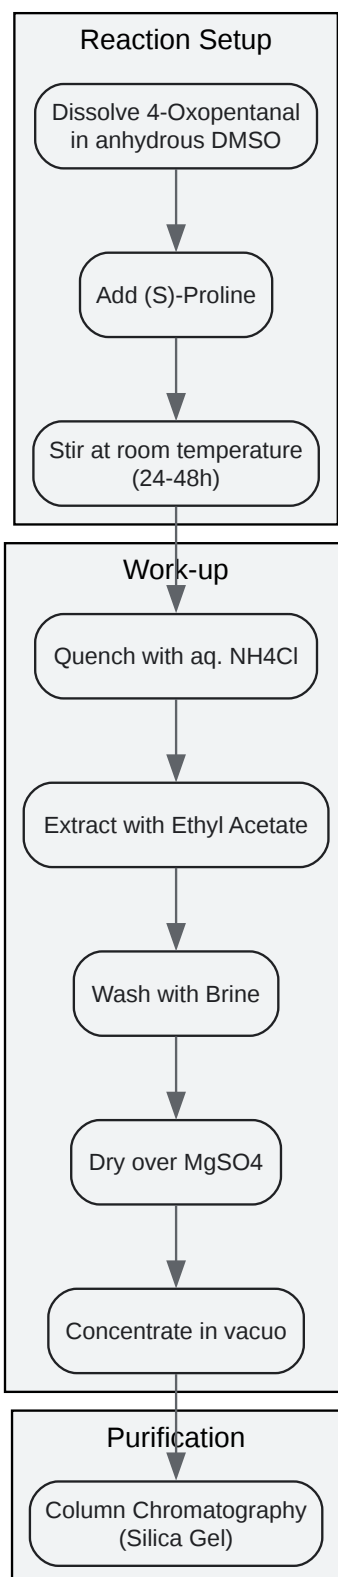 Reaction Setup
Dissolve 4-Oxopentanal
in anhydrous DMSO
Add (S)-Proline
Stir at room temperature
(24-48h)
Work-up
Quench with aq. NH4Cl
Extract with Ethyl Acetate
Wash with Brine
Dry over MgSO4
Concentrate in vacuo
Purification
Column Chromatography
(Silica Gel)